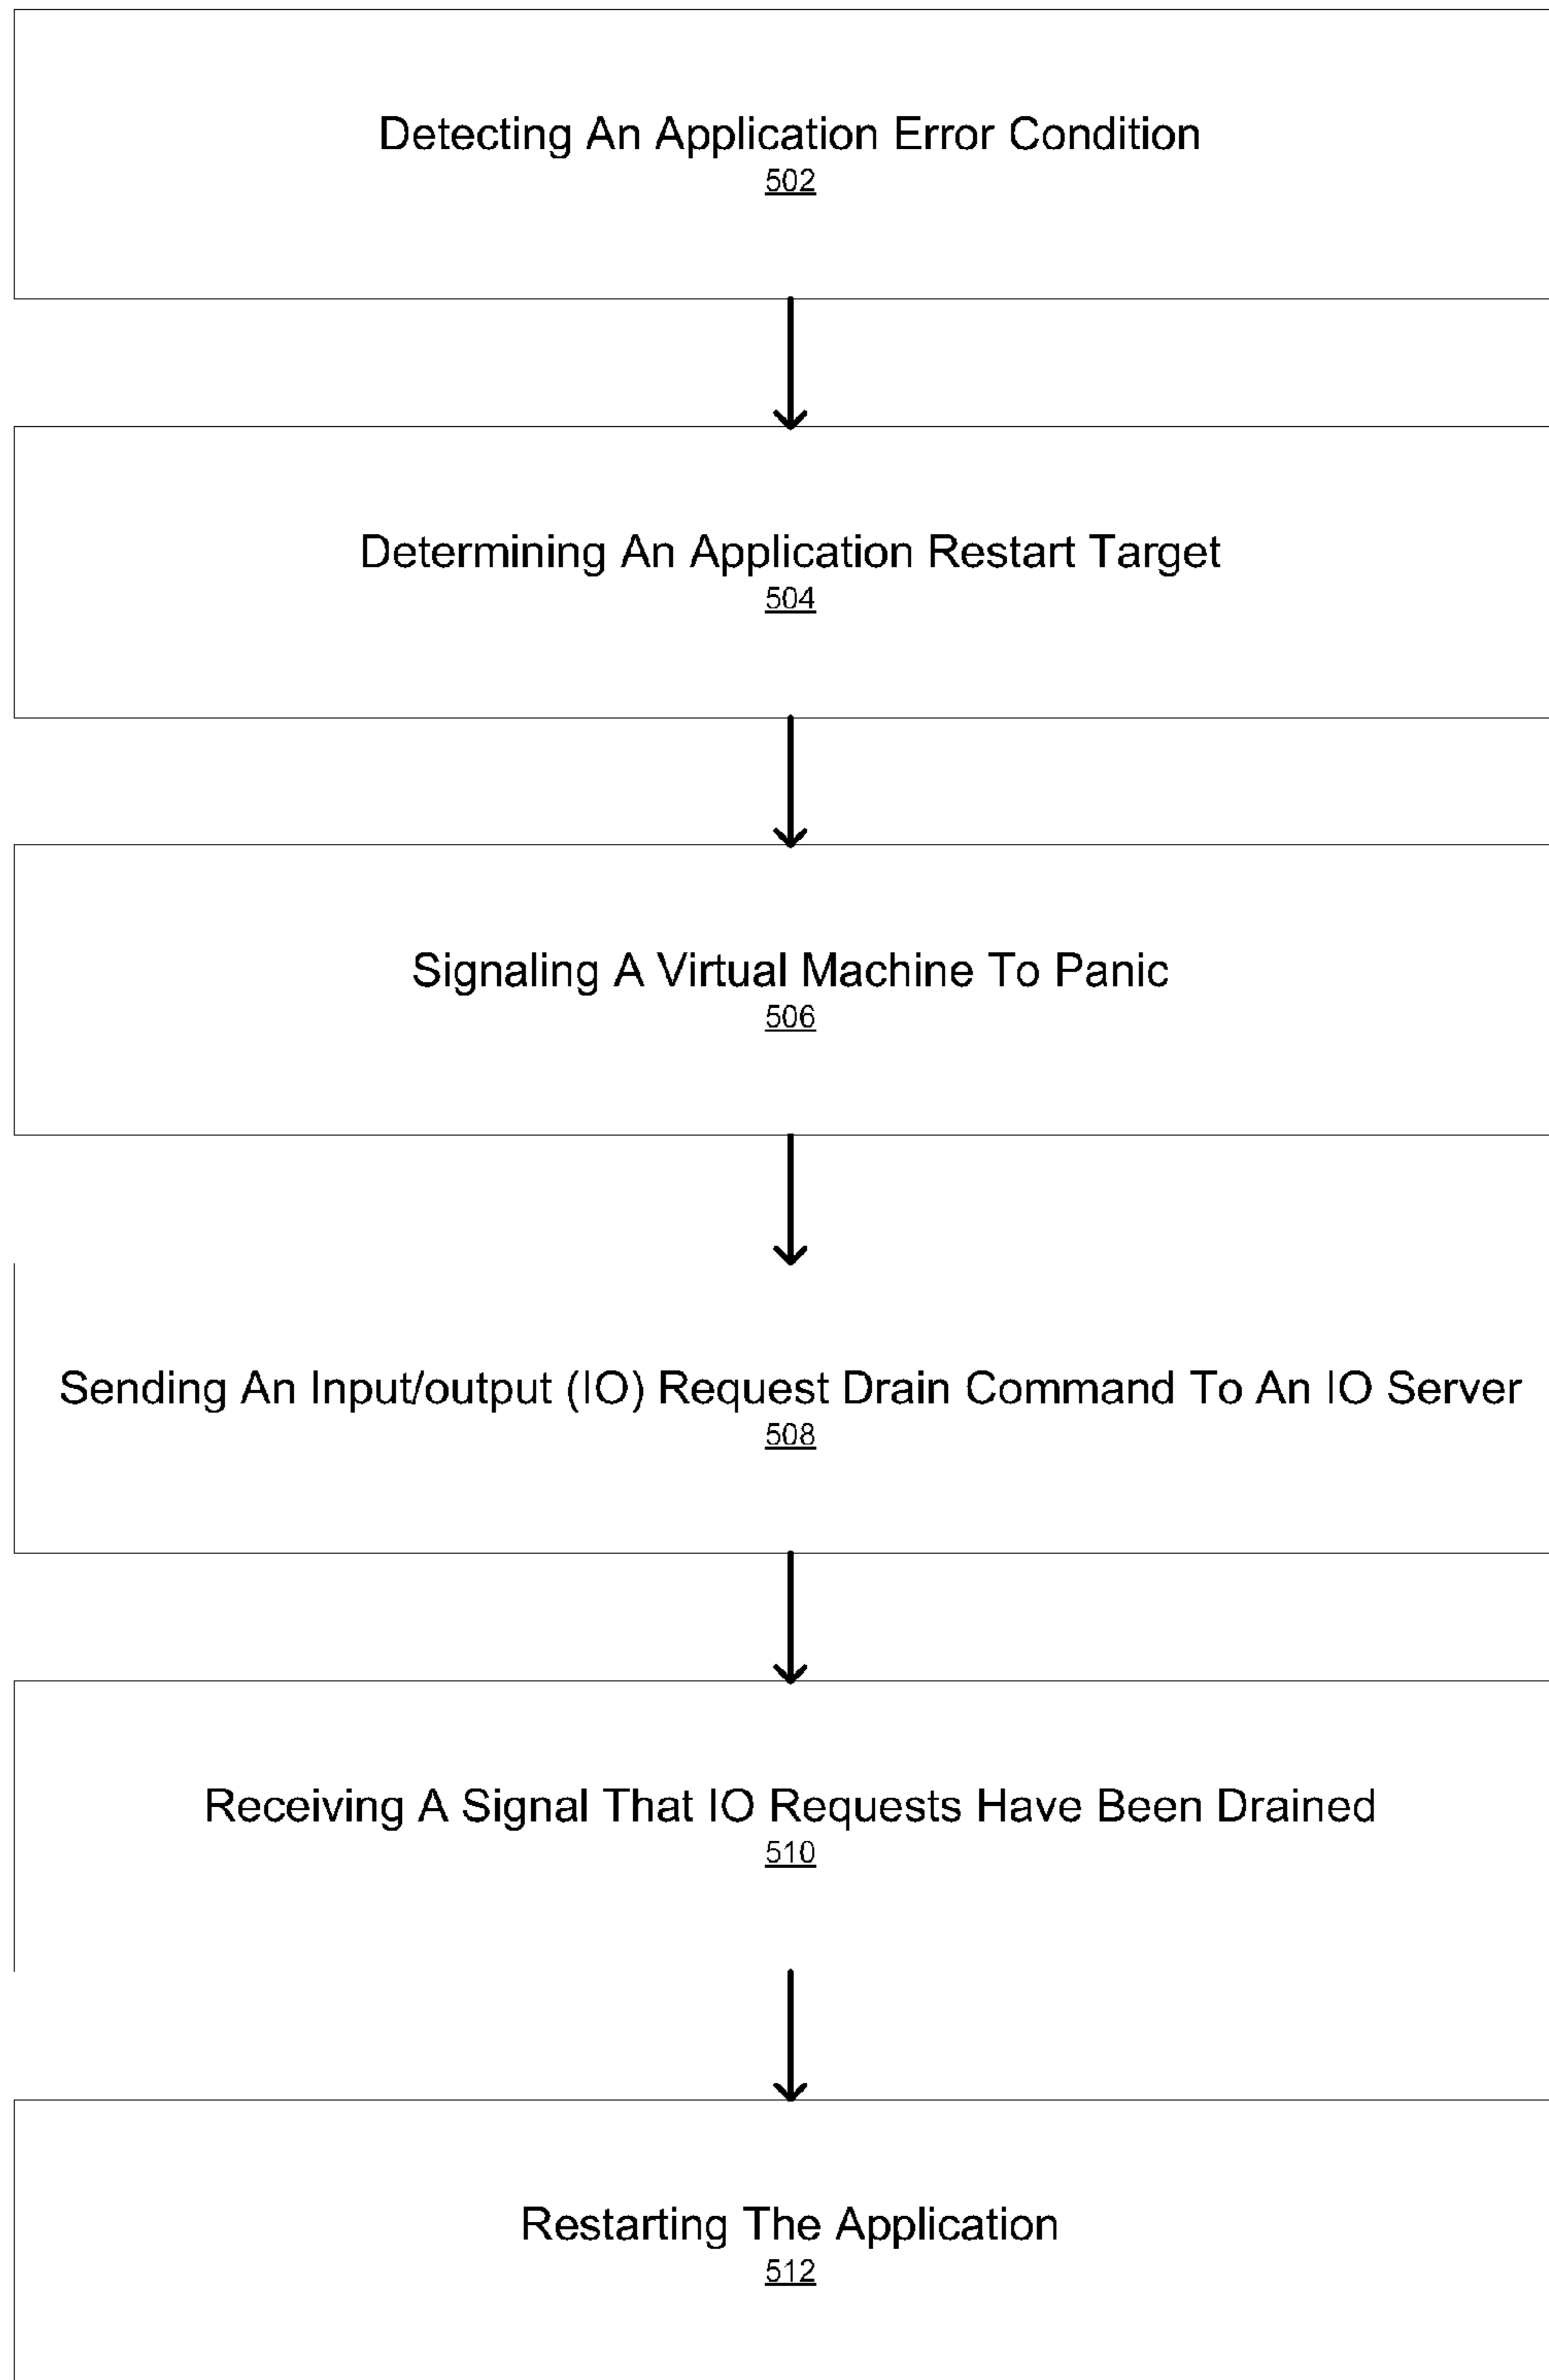 Detecting An Application Error Condition
502
Determining An Application Restart Target
504
Signaling A Virtual Machine To Panic
506
Sending An Input/output (IO) Request Drain Command To An IO Server
508
Receiving A Signal That IO Requests Have Been Drained
510
Restarting The Application
512